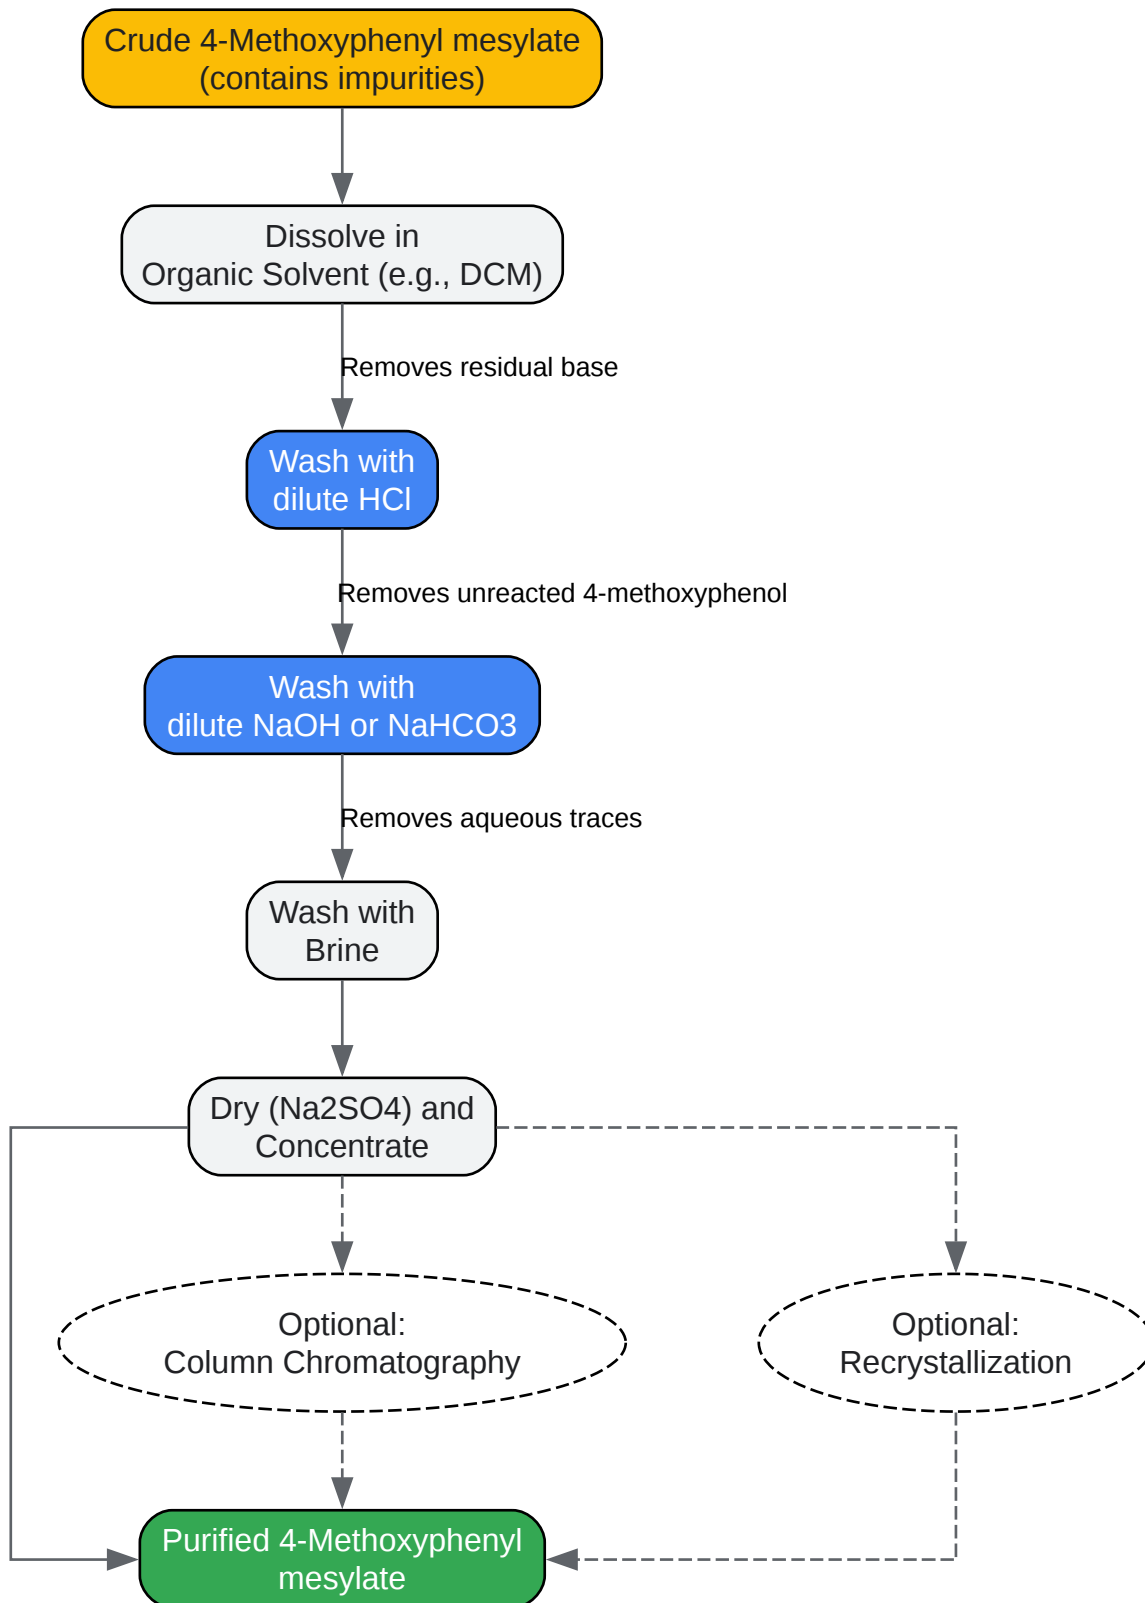 Crude 4-Methoxyphenyl mesylate
(contains impurities)
Dissolve in
Organic Solvent (e.g., DCM)
Removes residual base
Wash with
dilute HCl
Removes unreacted 4-methoxyphenol
Wash with
dilute NaOH or NaHCO3
Removes aqueous traces
Wash with
Brine
Dry (Na2SO4) and
Concentrate
Optional:
Column Chromatography
Optional:
Recrystallization
Purified 4-Methoxyphenyl
mesylate